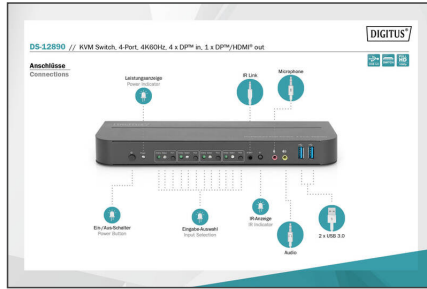 DIGITUS®
DS-12890 // KVM Switch, 4-Port, 4K60Hz, 4 x DP™ in, 1 x DP™/HDMI® out
Anschlüsse
Connections
Leistungsanzeige
Power Indicator
IR Link
Microphone
Ein-/Aus-Schalter
Power Button
Eingabe-Auswahl
Input Selection
IR-Anzeige
IR Indicator
Audio
2 x USB 3.0